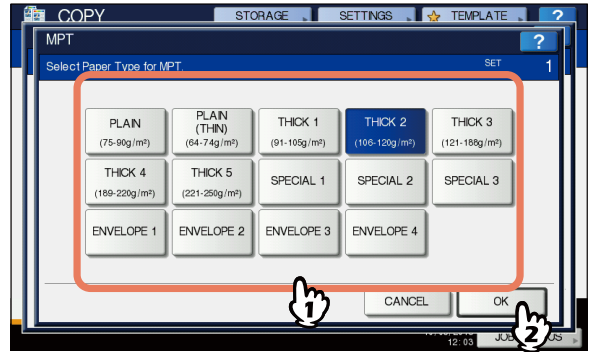 COPY STORAGE SETTINGS TEMPLATE ?
MPT ?
Select Paper Type for MPT. SET 1
PLAIN PLAIN THICK 1 THICK 2 THICK 3
(THIN)
(75-90g/m²) (64-74g/m²) (91-105g/m²) (106-120g/m²) (121-188g/m²)
THICK 4 THICK 5 SPECIAL 1 SPECIAL 2 SPECIAL 3
(189-220g/m²) (221-250g/m²)
ENVELOPE 1 ENVELOPE 2 ENVELOPE 3 ENVELOPE 4
1
CANCEL OK
2
12:03